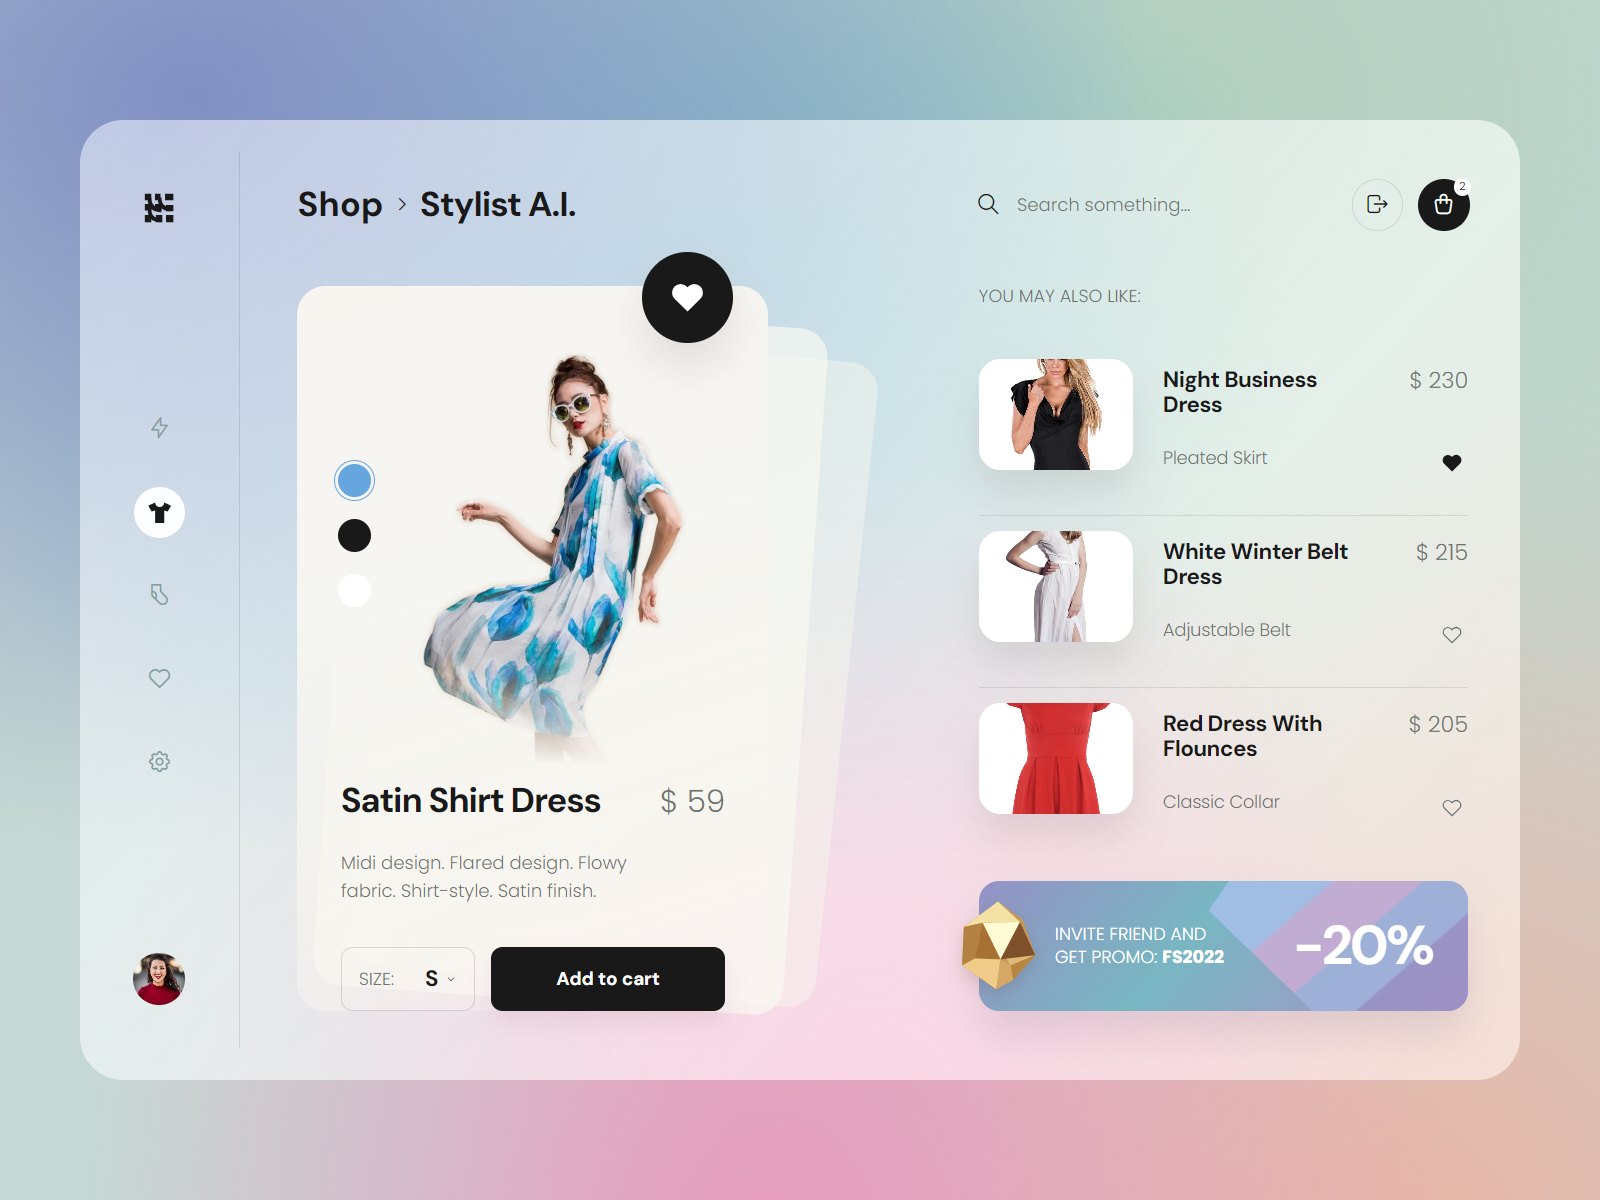 Shop > Stylist A.I.
Search something...
2
YOU MAY ALSO LIKE:
Night Business
Dress
$ 230
Pleated Skirt
White Winter Belt
Dress
$ 215
Adjustable Belt
Red Dress With
Flounces
$ 205
Classic Collar
Satin Shirt Dress
$ 59
Midi design. Flared design. Flowy
fabric. Shirt-style. Satin finish.
SIZE: S
Add to cart
INVITE FRIEND AND
GET PROMO: FS2022
-20%